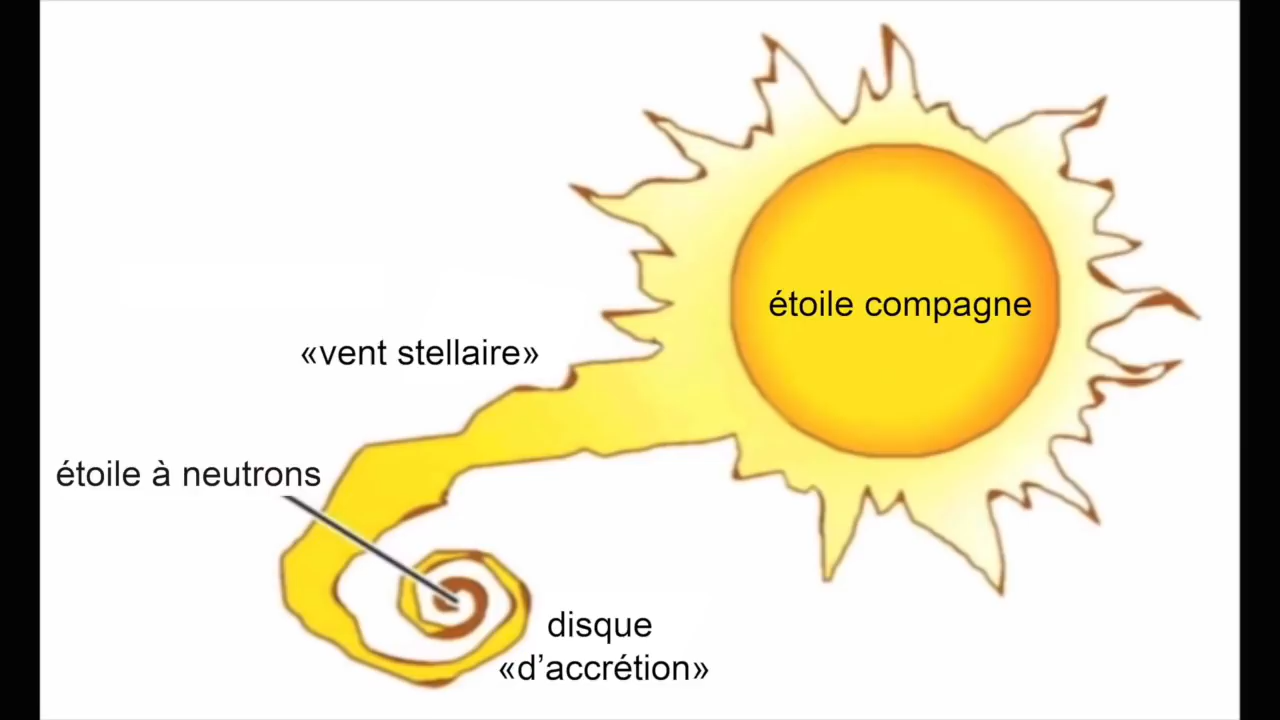 étoile compagne
«vent stellaire»
étoile à neutrons
disque
«d’accrétion»